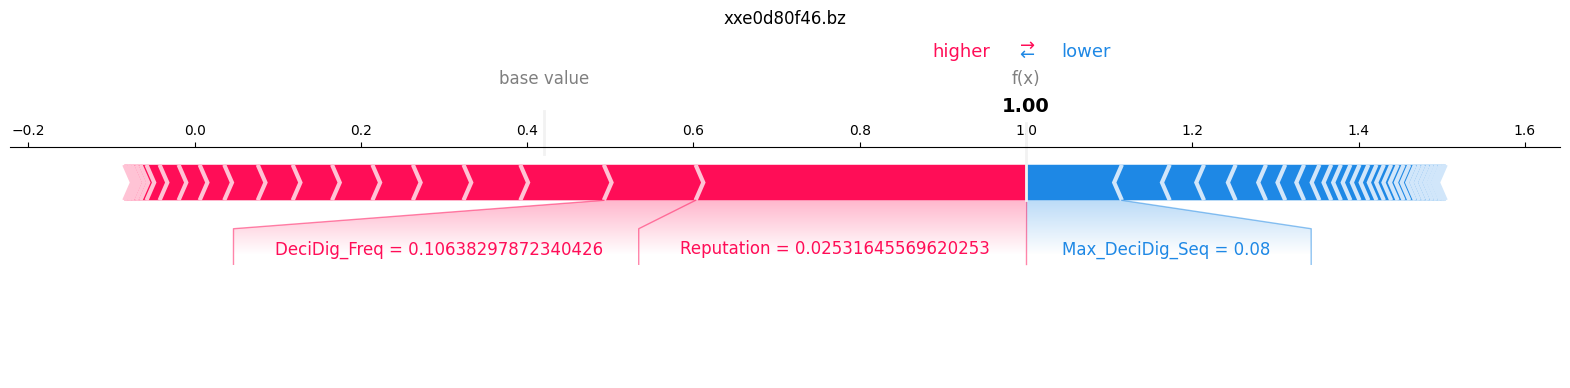 xxe0d80f46.bz
higher → ← lower
base value f(x)
1.00
−0.2 0.0 0.2 0.4 0.6 0.8 1.0 1.2 1.4 1.6
DeciDig_Freq = 0.10638297872340426 Reputation = 0.02531645569620253 Max_DeciDig_Seq = 0.08